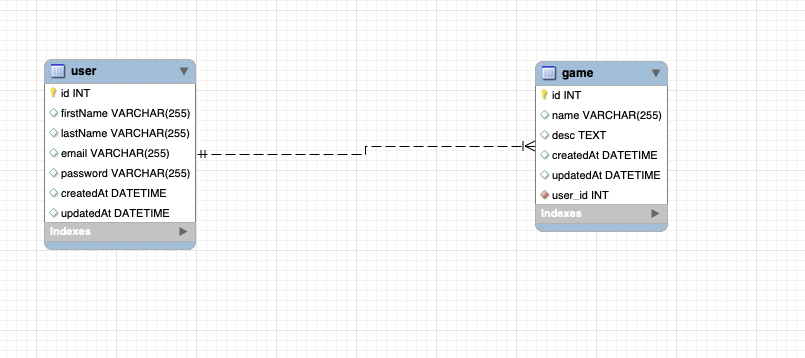 user
id INT
firstName VARCHAR(255)
lastName VARCHAR(255)
email VARCHAR(255)
password VARCHAR(255)
createdAt DATETIME
updatedAt DATETIME
Indexes
game
id INT
name VARCHAR(255)
desc TEXT
createdAt DATETIME
updatedAt DATETIME
user_id INT
Indexes